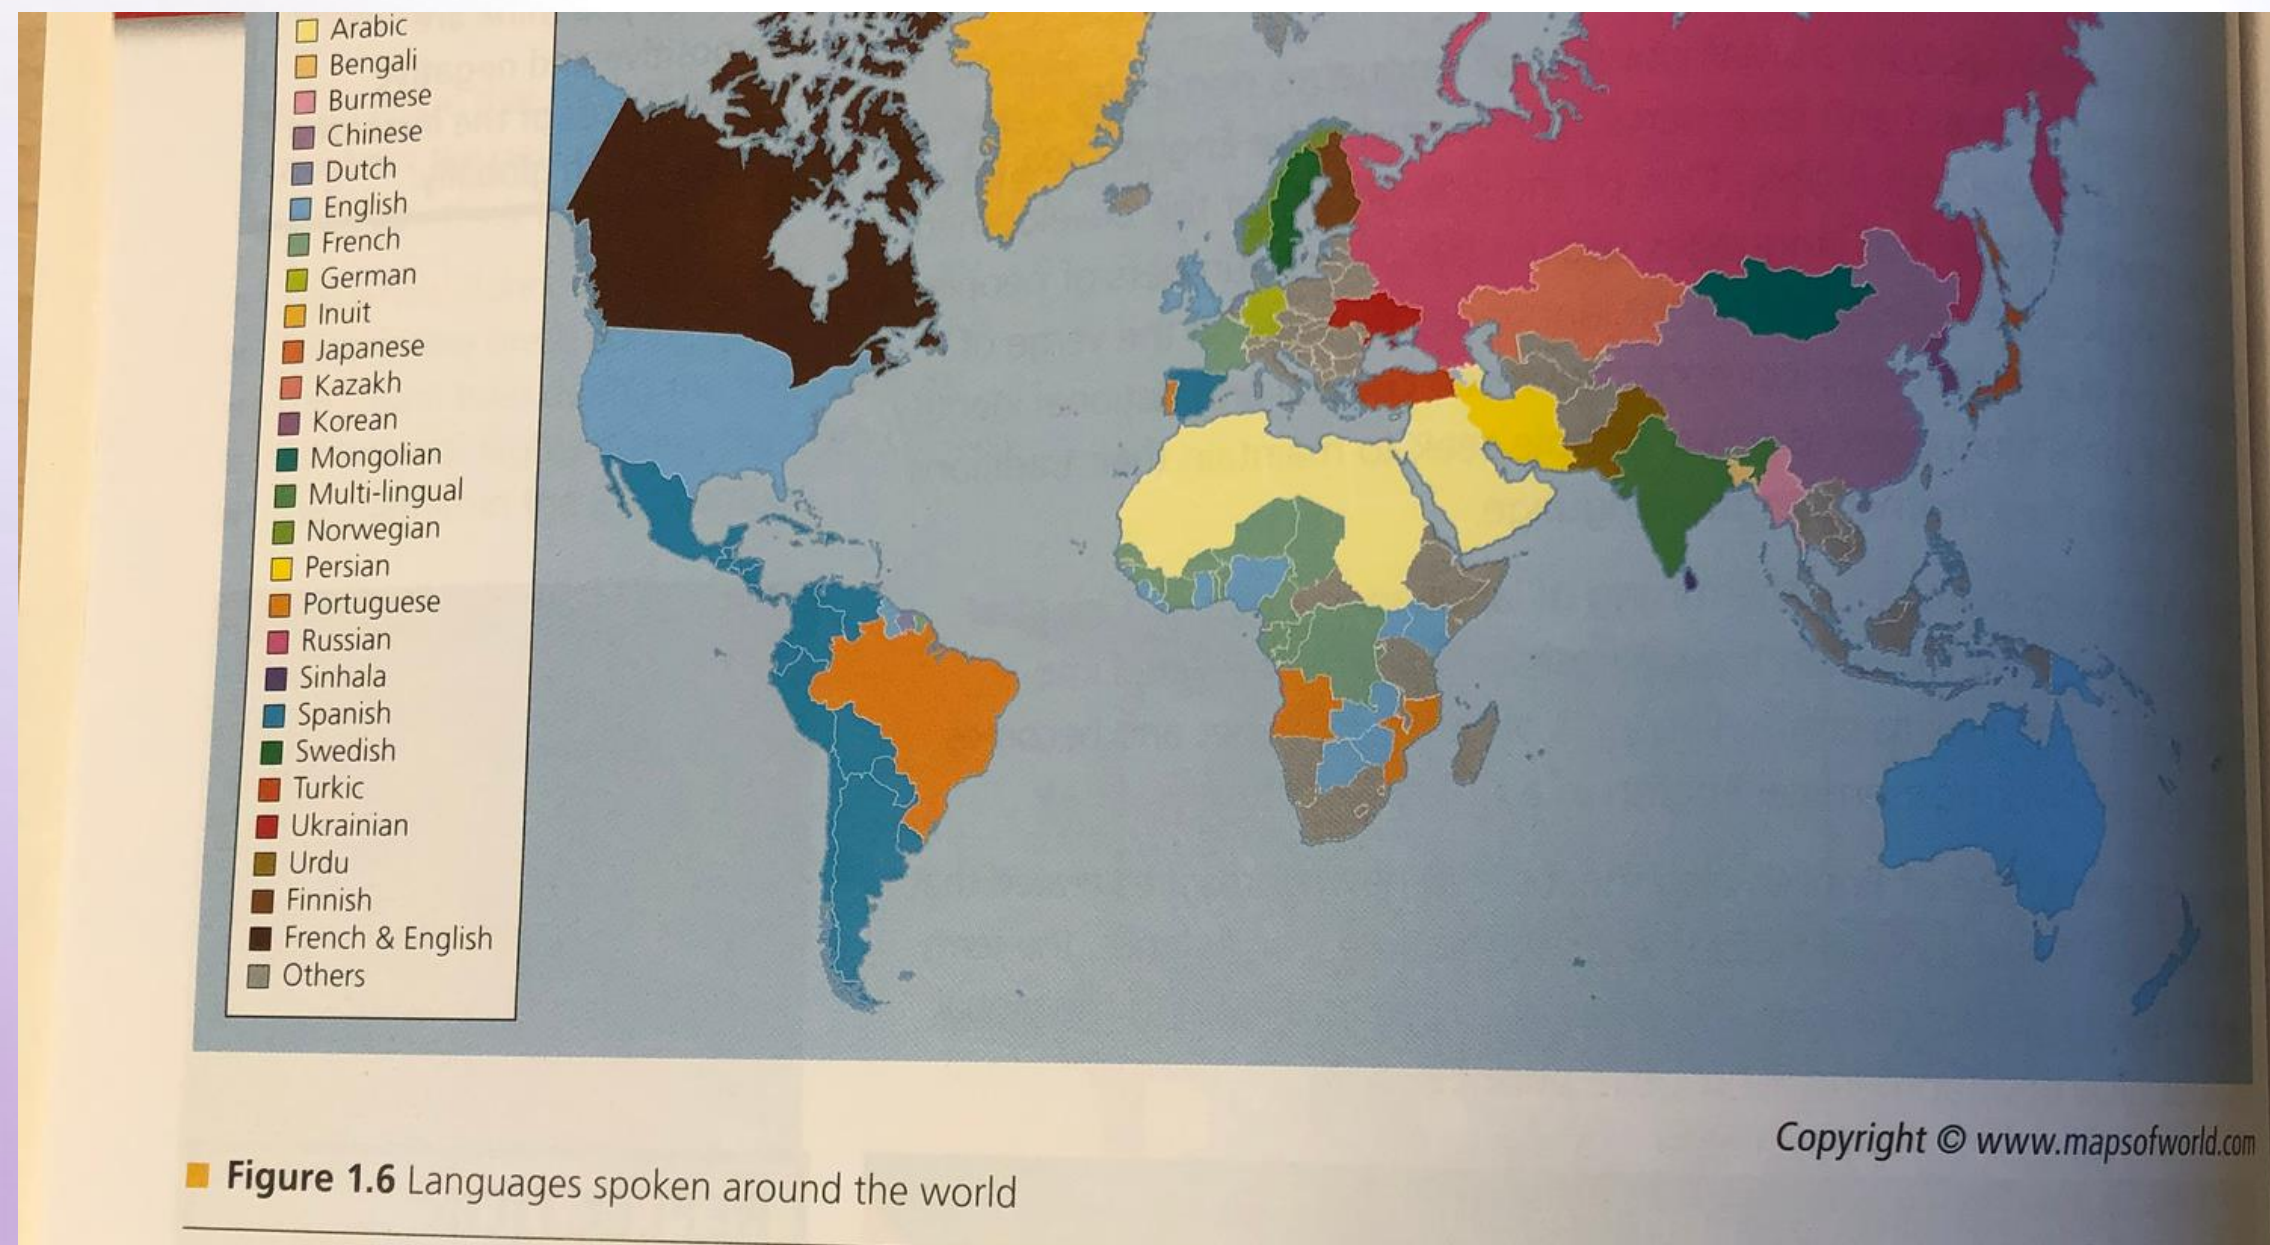 Arabic
Bengali
Burmese
Chinese
Dutch
English
French
German
Inuit
Japanese
Kazakh
Korean
Mongolian
Multi-lingual
Norwegian
Persian
Portuguese
Russian
Sinhala
Spanish
Swedish
Turkic
Ukrainian
Urdu
Finnish
French & English
Others
Copyright © www.mapsofworld.com
Figure 1.6 Languages spoken around the world